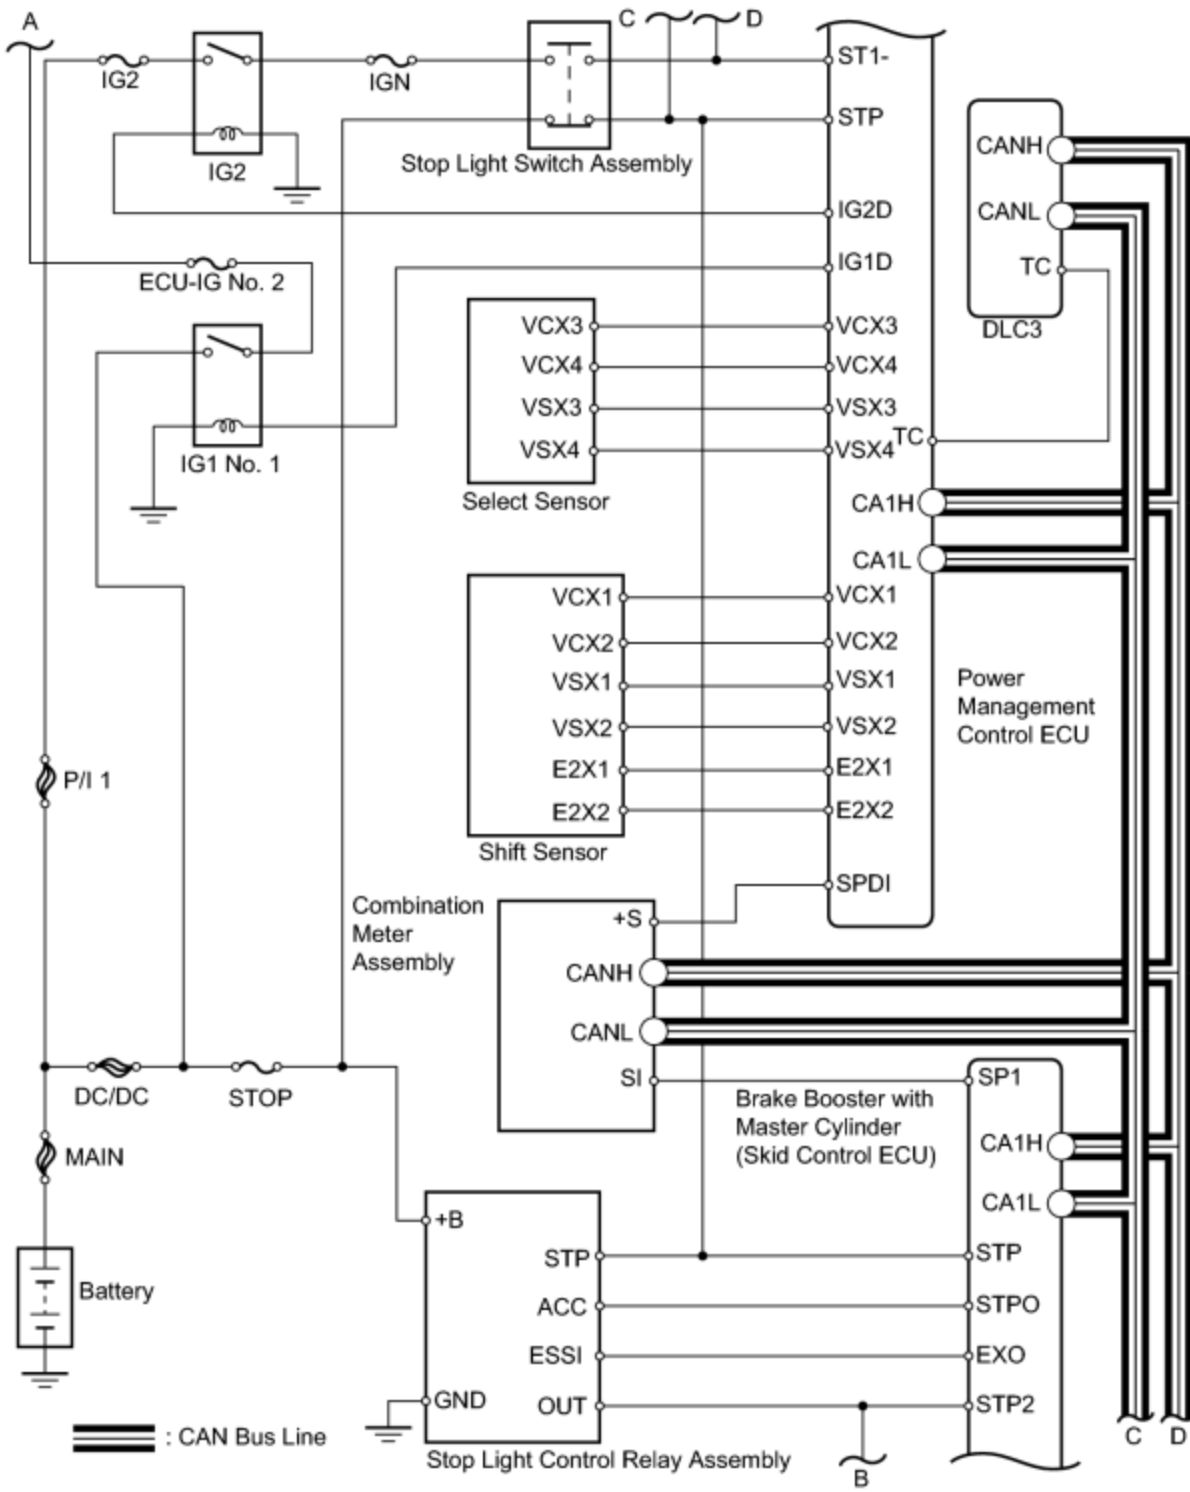 A
C
D
IG2
IGN
ST1-
STP
Stop Light Switch Assembly
IG2
CANH
CANL
TC
DLC3
IG2D
IG1D
ECU-IG No. 2
IG1 No. 1
VCX3
VCX4
VSX3
VSX4
Select Sensor
VCX3
VCX4
VSX3
VSX4
TC
CA1H
CA1L
VCX1
VCX2
VSX1
VSX2
E2X1
E2X2
Shift Sensor
VCX1
VCX2
VSX1
VSX2
E2X1
E2X2
SPDI
Power
Management
Control ECU
P/I 1
Combination
Meter
Assembly
+S
CANH
CANL
SI
DC/DC
STOP
MAIN
Battery
Brake Booster with
Master Cylinder
(Skid Control ECU)
SP1
CA1H
CA1L
STP
STPO
EXO
STP2
+B
STP
ACC
ESSI
GND
OUT
Stop Light Control Relay Assembly
: CAN Bus Line
B
C
D